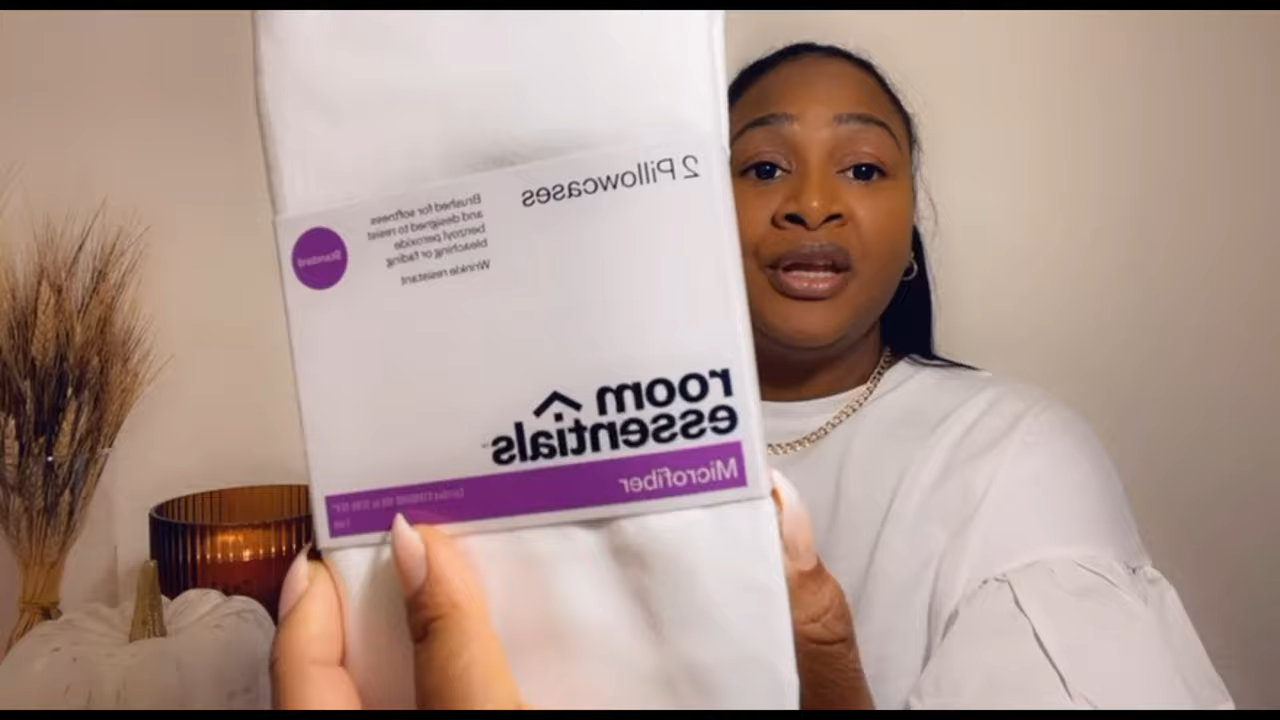 2 Pillowcases
Brushed for softness
and designed to resist
benzoyl peroxide
bleaching or fading
Wrinkle resistant
Standard
room
essentials
Microfiber